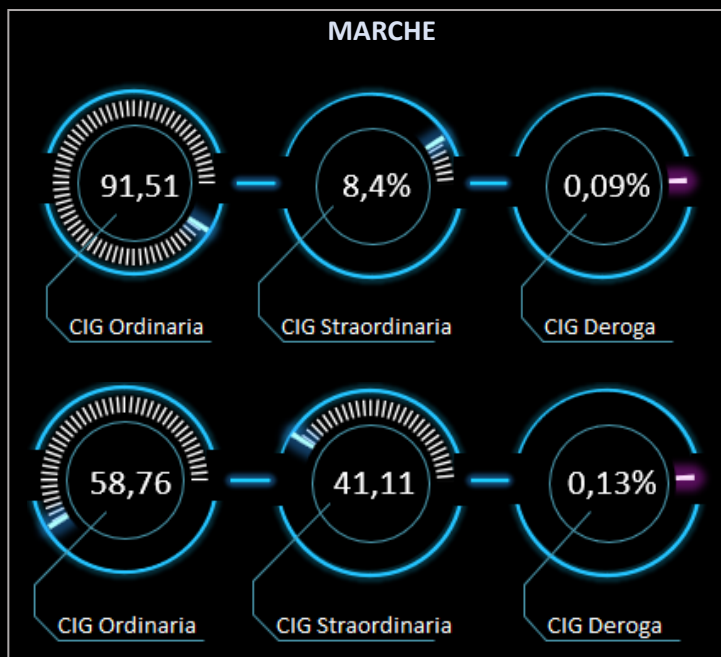 MARCHE
91,51
8,4%
0,09%
CIG Ordinaria
CIG Straordinaria
CIG Deroga
58,76
41,11
0,13%
CIG Ordinaria
CIG Straordinaria
CIG Deroga